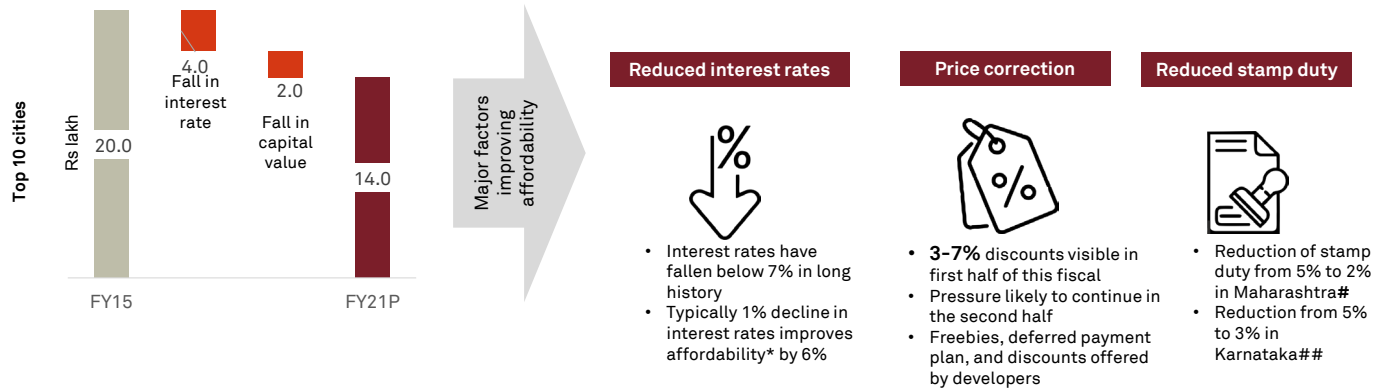 Top 10 cities
Rs lakh
20.0
4.0
Fall in
interest
rate
2.0
Fall in
capital
value
14.0
FY15
FY21P
Major factors
improving
affordability
Reduced interest rates
%
• Interest rates have
fallen below 7% in long
history
• Typically 1% decline in
interest rates improves
affordability* by 6%
Price correction
%
• 3-7% discounts visible in
first half of this fiscal
• Pressure likely to continue in
the second half
• Freebies, deferred payment
plan, and discounts offered
by developers
Reduced stamp duty
• Reduction of stamp
duty from 5% to 2%
in Maharashtra#
• Reduction from 5%
to 3% in
Karnataka##